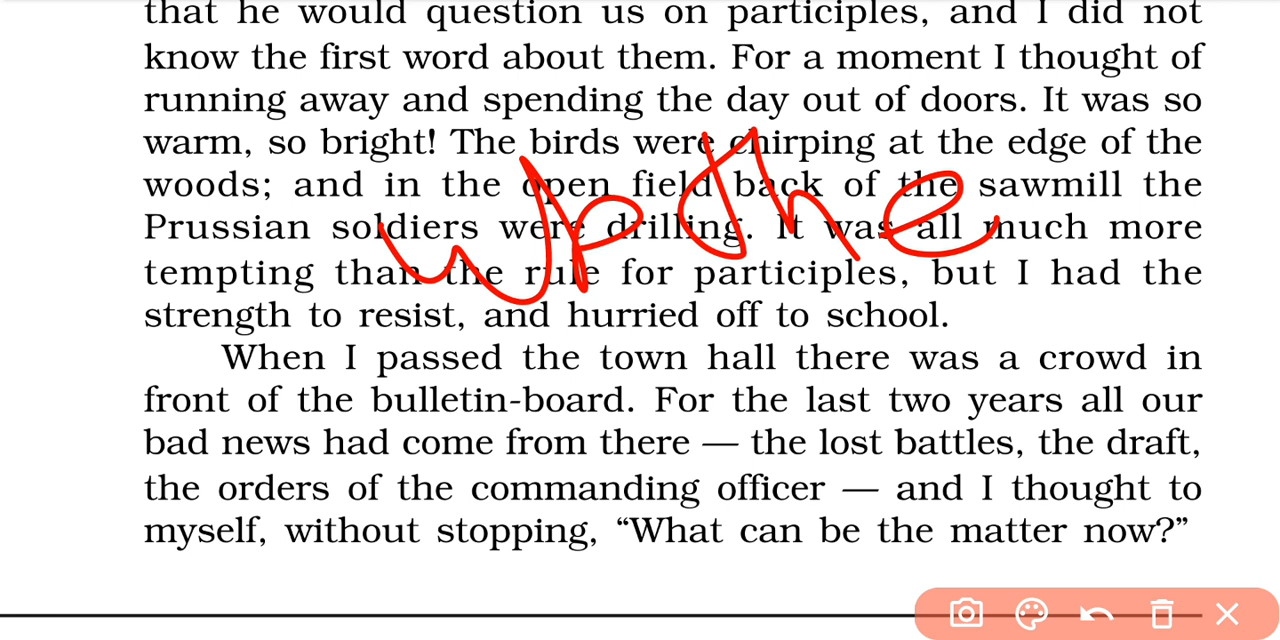 that he would question us on participles, and I did not
know the first word about them. For a moment I thought of
running away and spending the day out of doors. It was so
warm, so bright! The birds were chirping at the edge of the
woods; and in the open field back of the sawmill the
Prussian soldiers were drilling. It was all much more
tempting than the rule for participles, but I had the
strength to resist, and hurried off to school.
When I passed the town hall there was a crowd in
front of the bulletin-board. For the last two years all our
bad news had come from there — the lost battles, the draft,
the orders of the commanding officer — and I thought to
myself, without stopping, “What can be the matter now?”